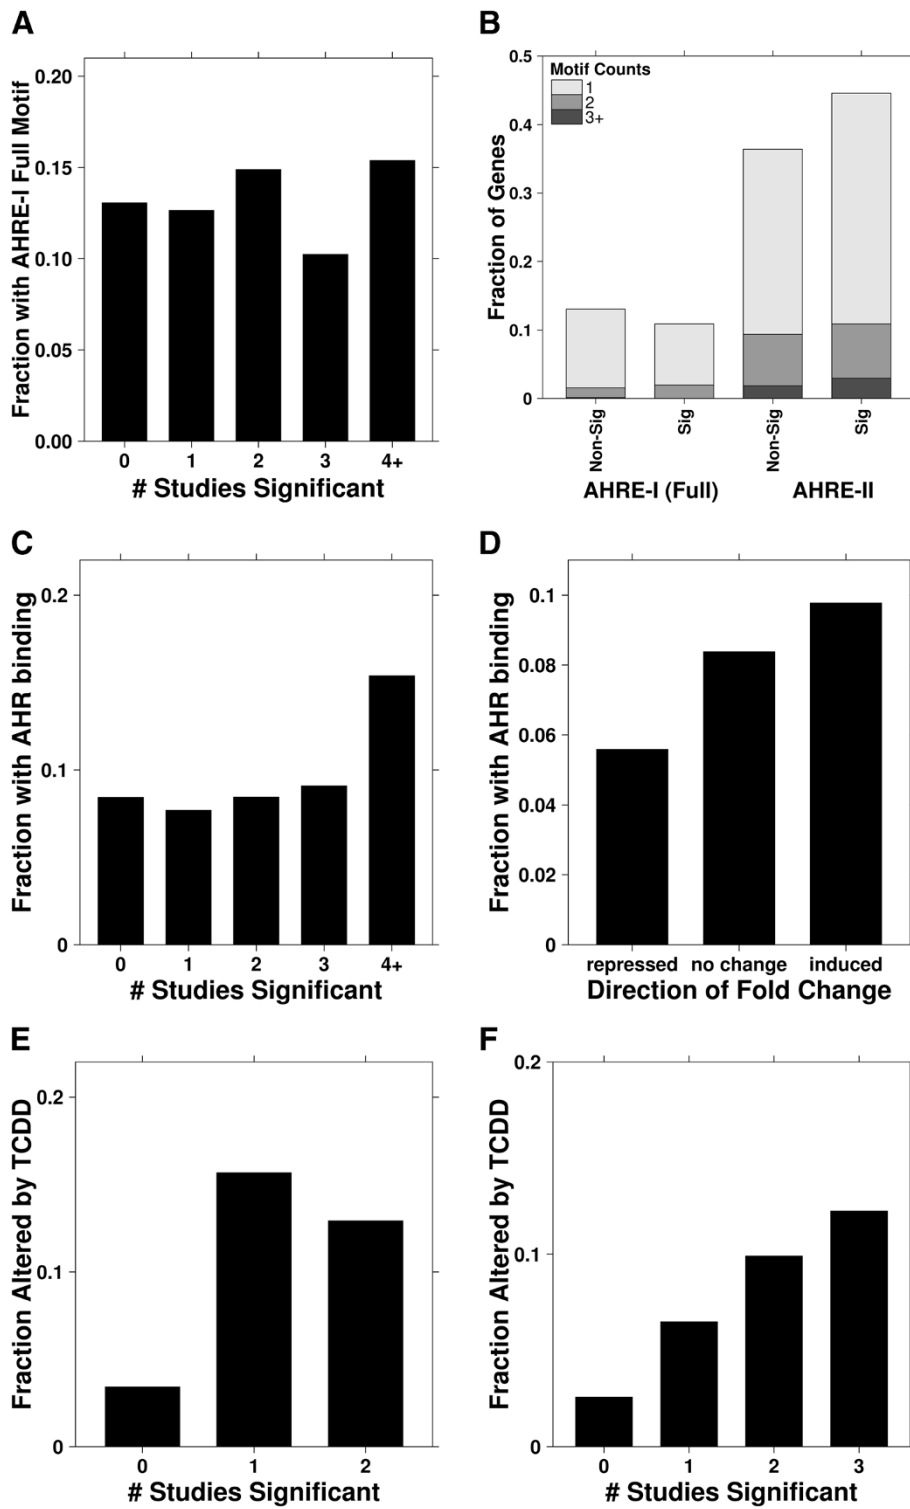 A
Fraction with AHRE-I Full Motif
0.20
0.15
0.10
0.05
0.00
0 1 2 3 4+
# Studies Significant
B
Fraction of Genes
0.5
0.4
0.3
0.2
0.1
0
Motif Counts
1
2
3+
Non-Sig Sig Non-Sig Sig
AHRE-I (Full) AHRE-II
C
Fraction with AHR binding
0.2
0.1
0
0 1 2 3 4+
# Studies Significant
D
Fraction with AHR binding
0.1
0.08
0.06
0.04
0.02
0
repressed no change induced
Direction of Fold Change
E
Fraction Altered by TCDD
0.2
0.1
0
0 1 2
# Studies Significant
F
Fraction Altered by TCDD
0.2
0.1
0
0 1 2 3
# Studies Significant